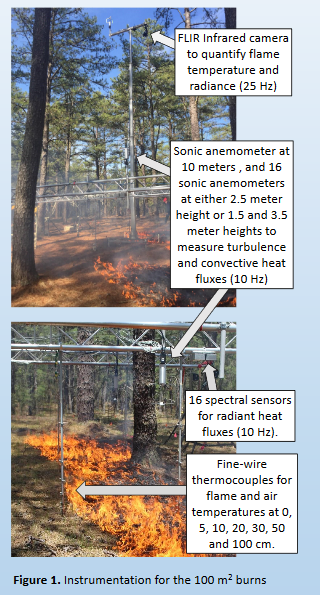 FLIR Infrared camera
to quantify flame
temperature and
radiance (25 Hz)
Sonic anemometer at
10 meters , and 16
sonic anemometers
at either 2.5 meter
height or 1.5 and 3.5
meter heights to
measure turbulence
and convective heat
fluxes (10 Hz)
16 spectral sensors
for radiant heat
fluxes (10 Hz).
Fine-wire
thermocouples for
flame and air
temperatures at 0,
5, 10, 20, 30, 50
and 100 cm.
Figure 1. Instrumentation for the 100 m² burns